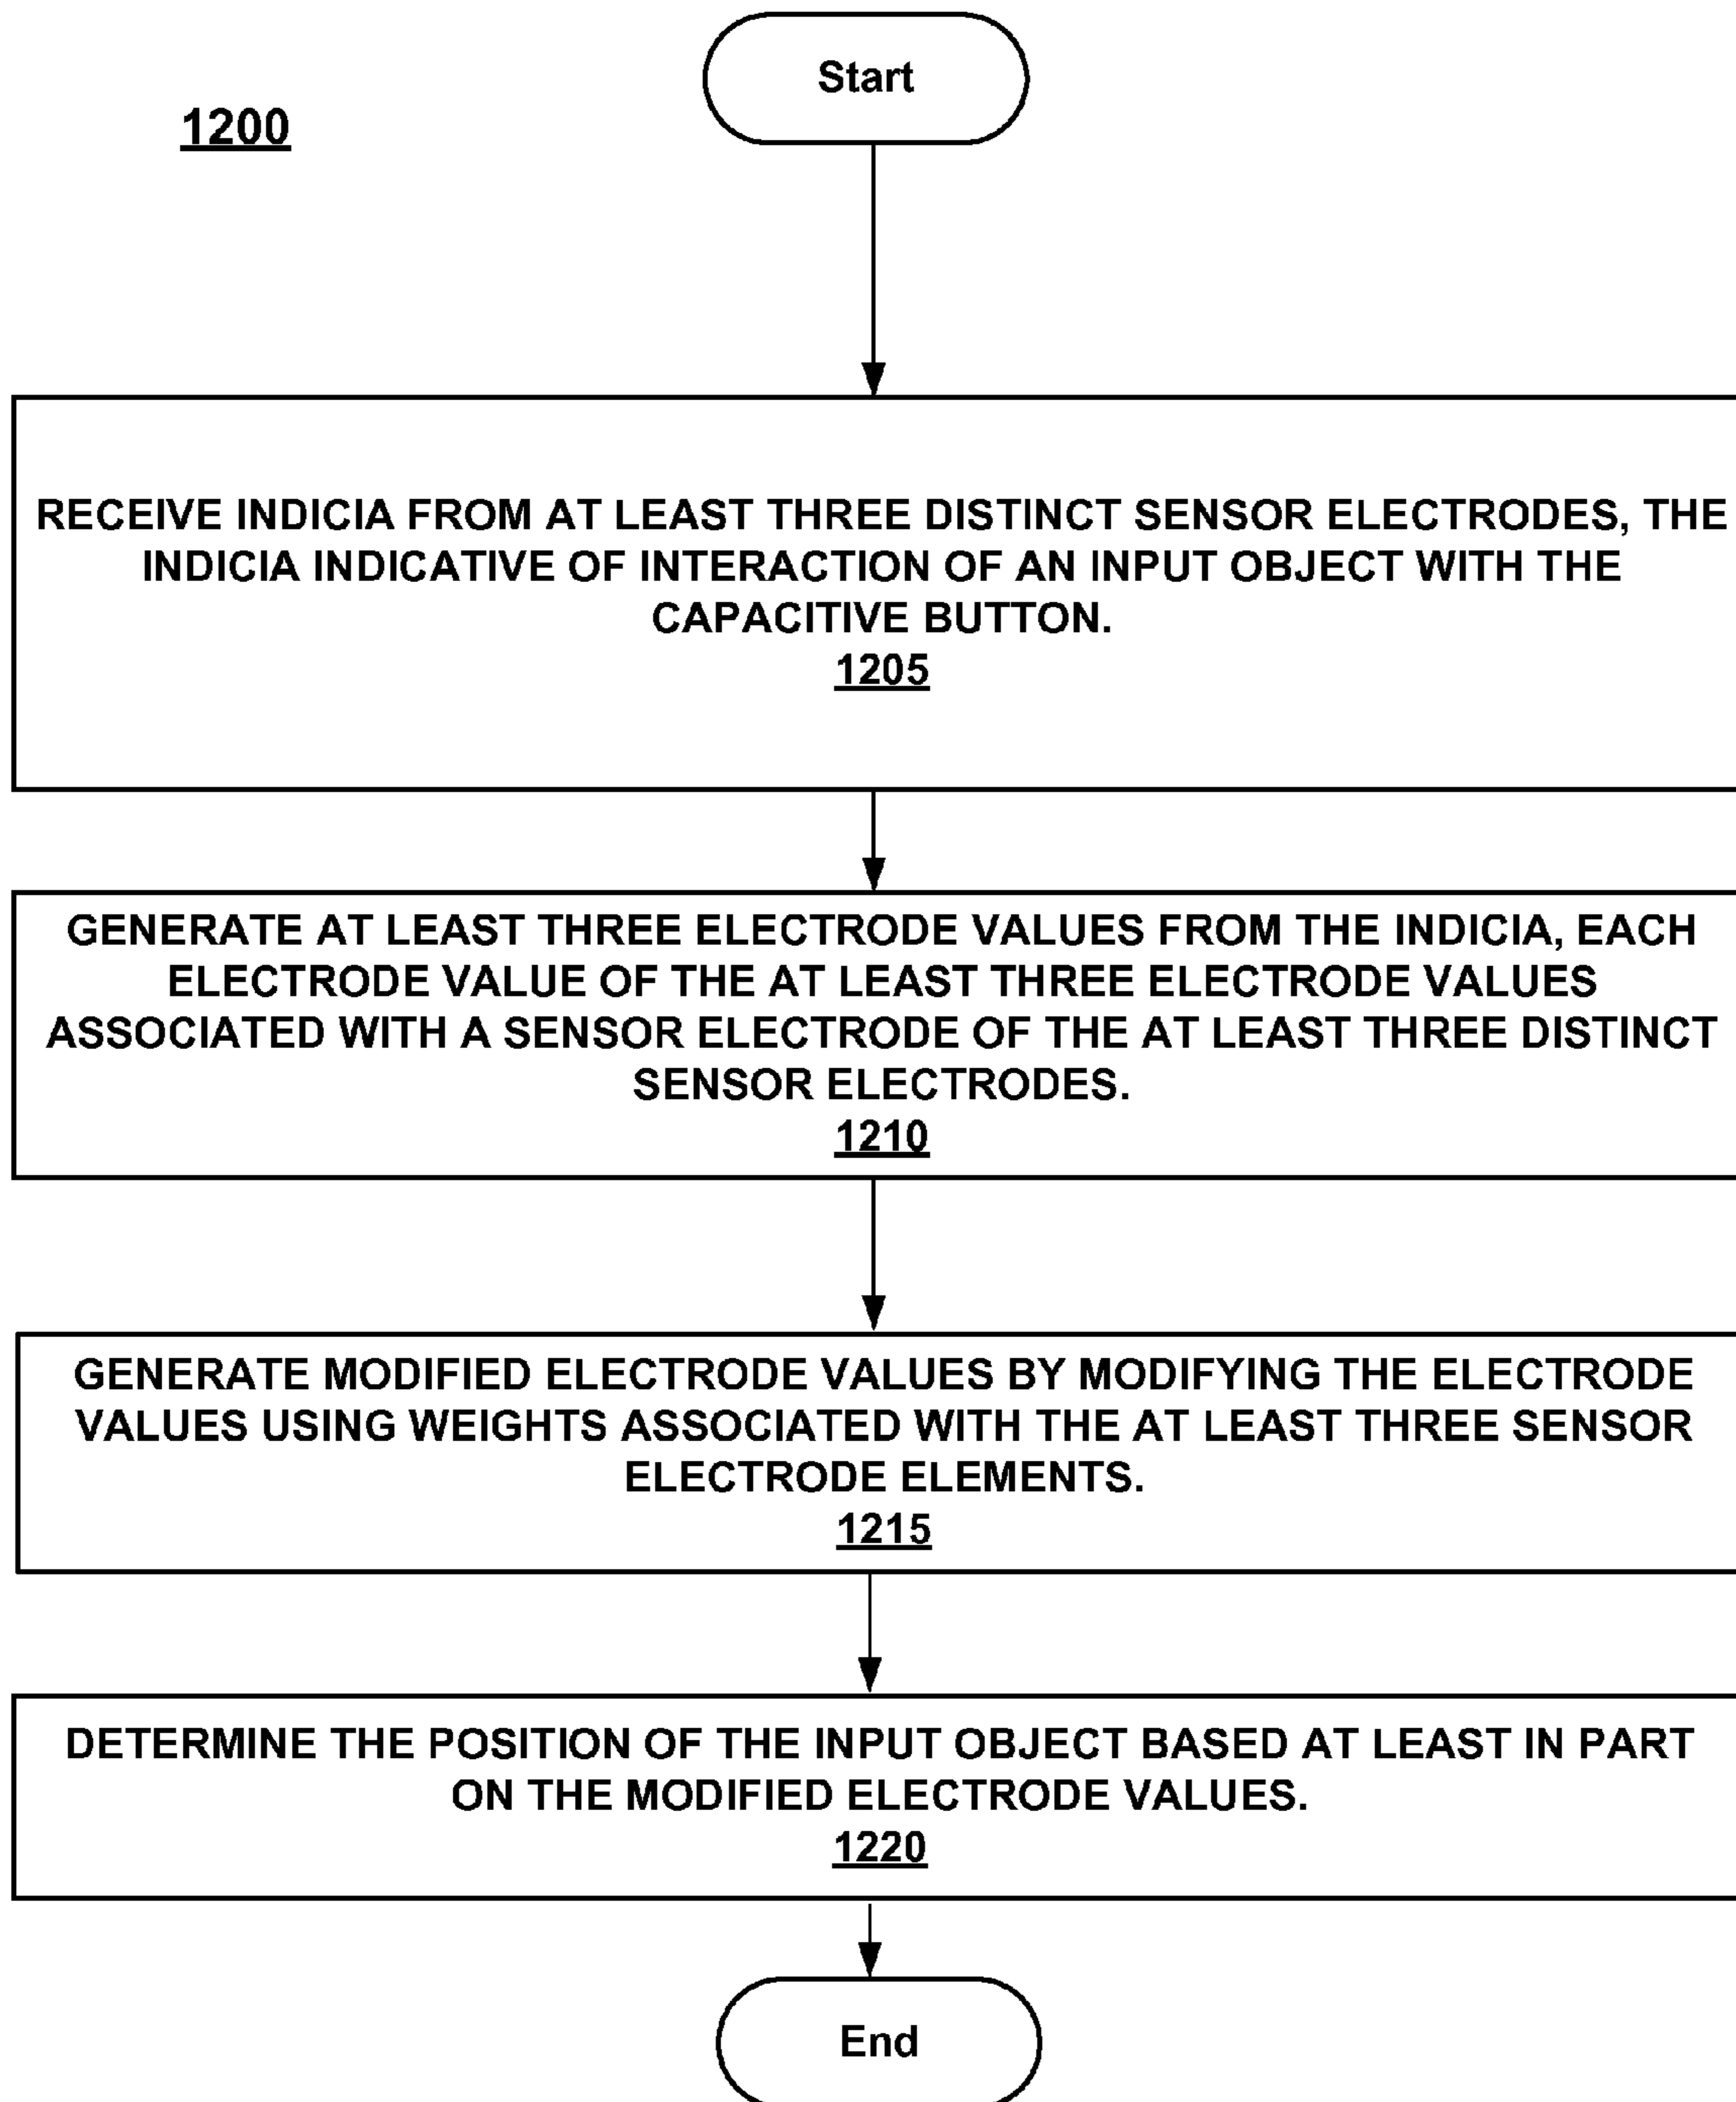 Start
1200
RECEIVE INDICIA FROM AT LEAST THREE DISTINCT SENSOR ELECTRODES, THE
INDICIA INDICATIVE OF INTERACTION OF AN INPUT OBJECT WITH THE
CAPACITIVE BUTTON.
1205
GENERATE AT LEAST THREE ELECTRODE VALUES FROM THE INDICIA, EACH
ELECTRODE VALUE OF THE AT LEAST THREE ELECTRODE VALUES
ASSOCIATED WITH A SENSOR ELECTRODE OF THE AT LEAST THREE DISTINCT
SENSOR ELECTRODES.
1210
GENERATE MODIFIED ELECTRODE VALUES BY MODIFYING THE ELECTRODE
VALUES USING WEIGHTS ASSOCIATED WITH THE AT LEAST THREE SENSOR
ELECTRODE ELEMENTS.
1215
DETERMINE THE POSITION OF THE INPUT OBJECT BASED AT LEAST IN PART
ON THE MODIFIED ELECTRODE VALUES.
1220
End